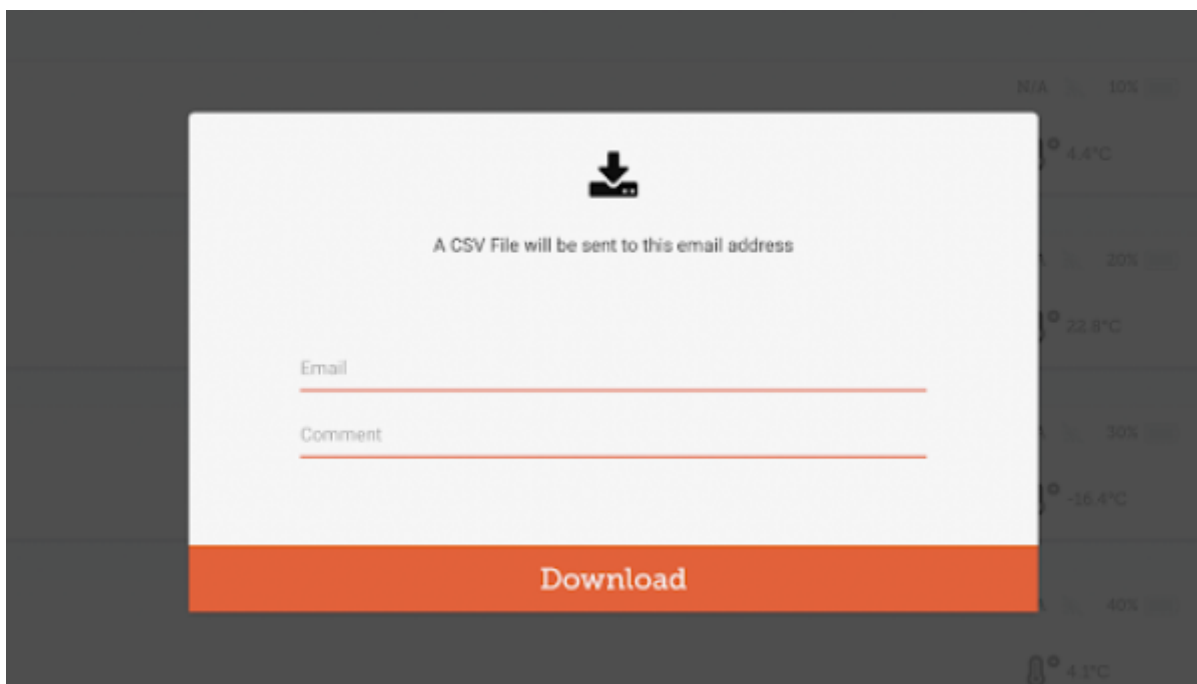 N/A 10%
4.4°C
A CSV File will be sent to this email address
20%
22.8°C
Email
Comment
30%
-16.4°C
Download
40%
4.1°C